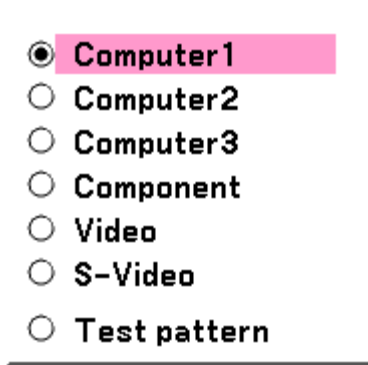 Computer1
Computer2
Computer3
Component
Video
S-Video
Test pattern